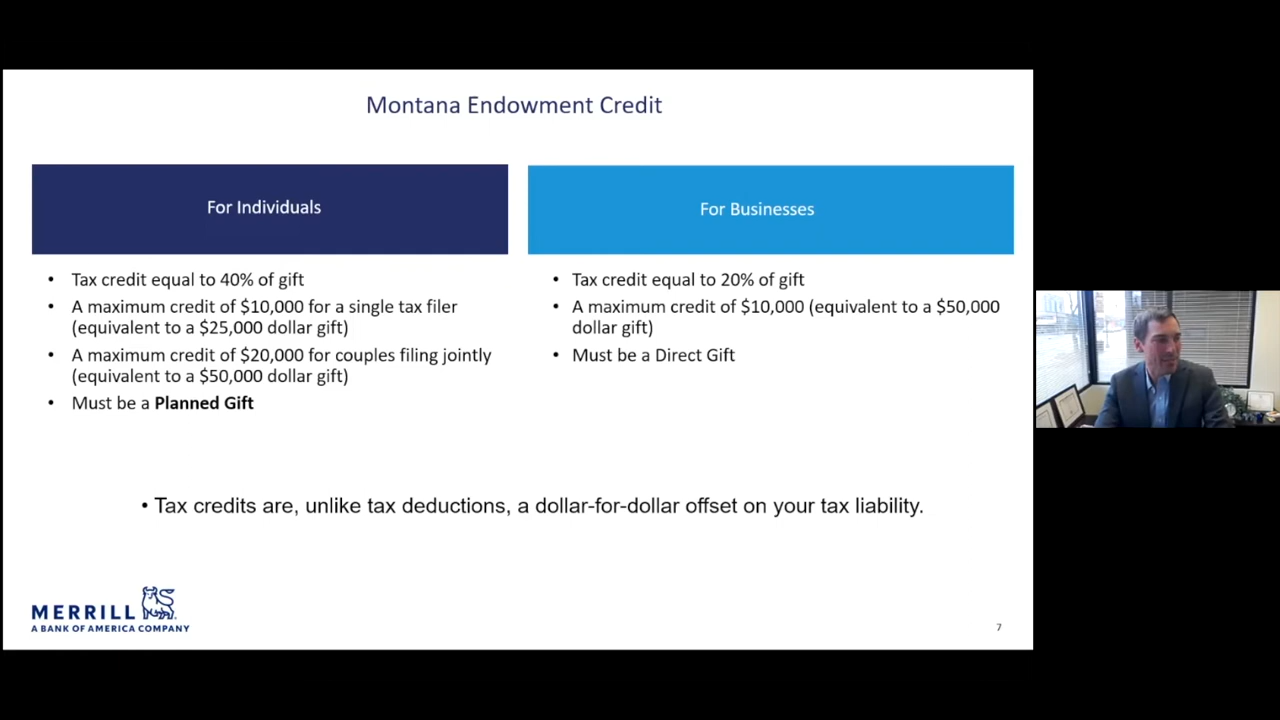 Montana Endowment Credit
For Individuals
• Tax credit equal to 40% of gift
• A maximum credit of $10,000 for a single tax filer
(equivalent to a $25,000 dollar gift)
• A maximum credit of $20,000 for couples filing jointly
(equivalent to a $50,000 dollar gift)
• Must be a Planned Gift
For Businesses
• Tax credit equal to 20% of gift
• A maximum credit of $10,000 (equivalent to a $50,000
dollar gift)
• Must be a Direct Gift
• Tax credits are, unlike tax deductions, a dollar-for-dollar offset on your tax liability.
MERRILL
A BANK OF AMERICA COMPANY
7